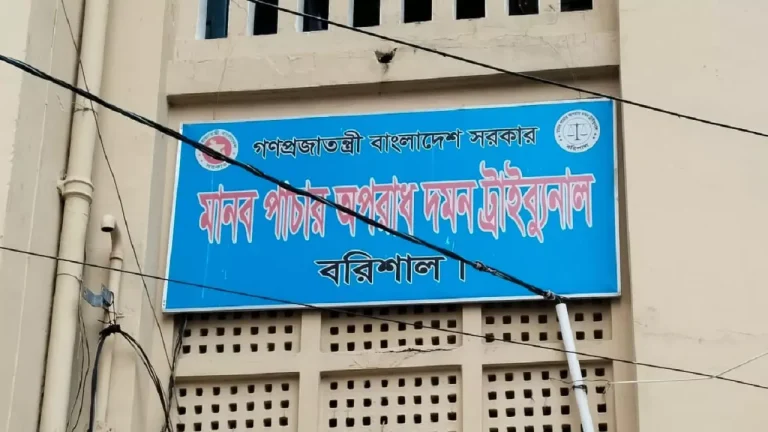 গণপ্রজাতন্ত্রী বাংলাদেশ সরকার
মানব পাচার অপরাধ দমন ট্রাইব্যুনাল
বরিশাল।